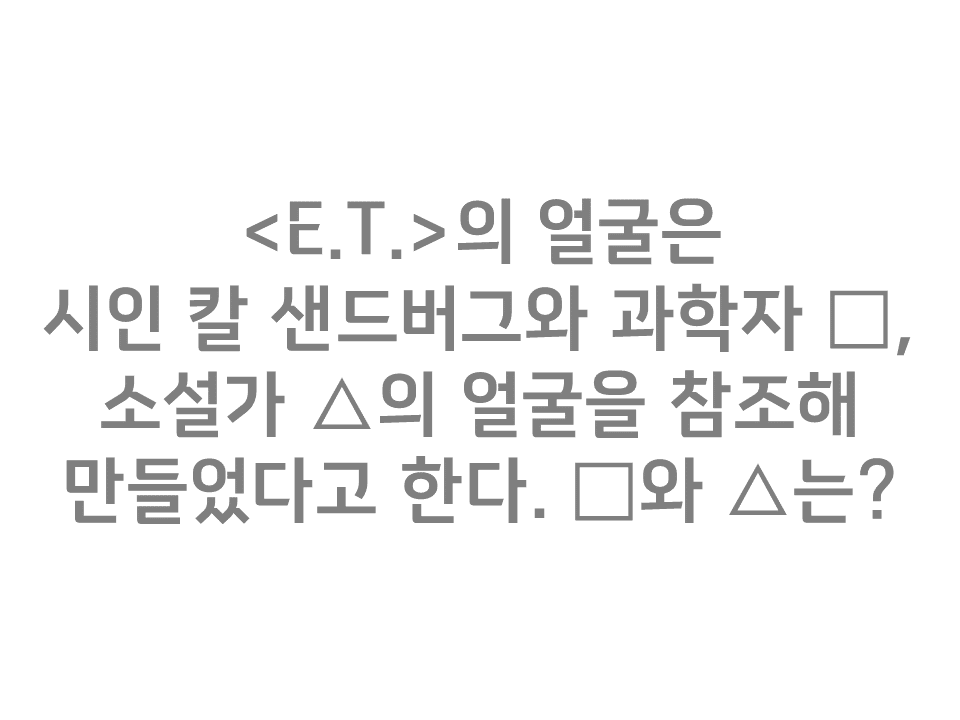 <E.T.>의 얼굴은
시인 칼 샌드버그와 과학자 □,
소설가 △의 얼굴을 참조해
만들었다고 한다. □와 △는?